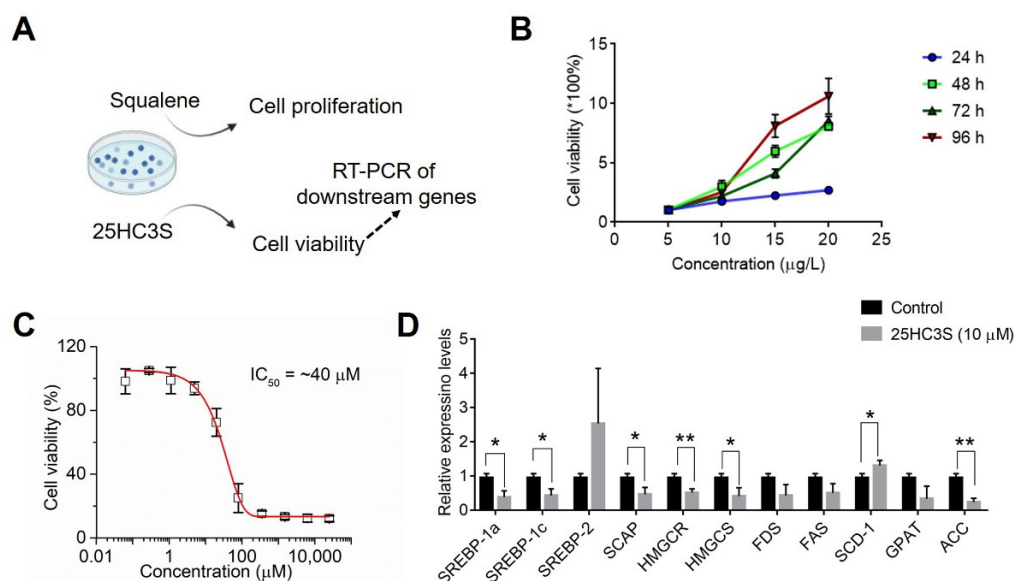 A
Squalene
Cell proliferation
RT-PCR of
downstream genes
25HC3S
Cell viability
B
Cell viability (*100%)
15
10
5
0
0 5 10 15 20 25
Concentration (μg/L)
24 h
48 h
72 h
96 h
C
Cell viability (%)
120
80
40
0
IC50 = ~40 μM
0.01 1 100 10,000
Concentration (μM)
D
Control
25HC3S (10 μM)
Relative expressino levels
5
4
3
2
1
0
* * * ** * * **
SREBP-1a SREBP-1c SREBP-2 SCAP HMGCR HMGCS FDS FAS SCD-1 GPAT ACC